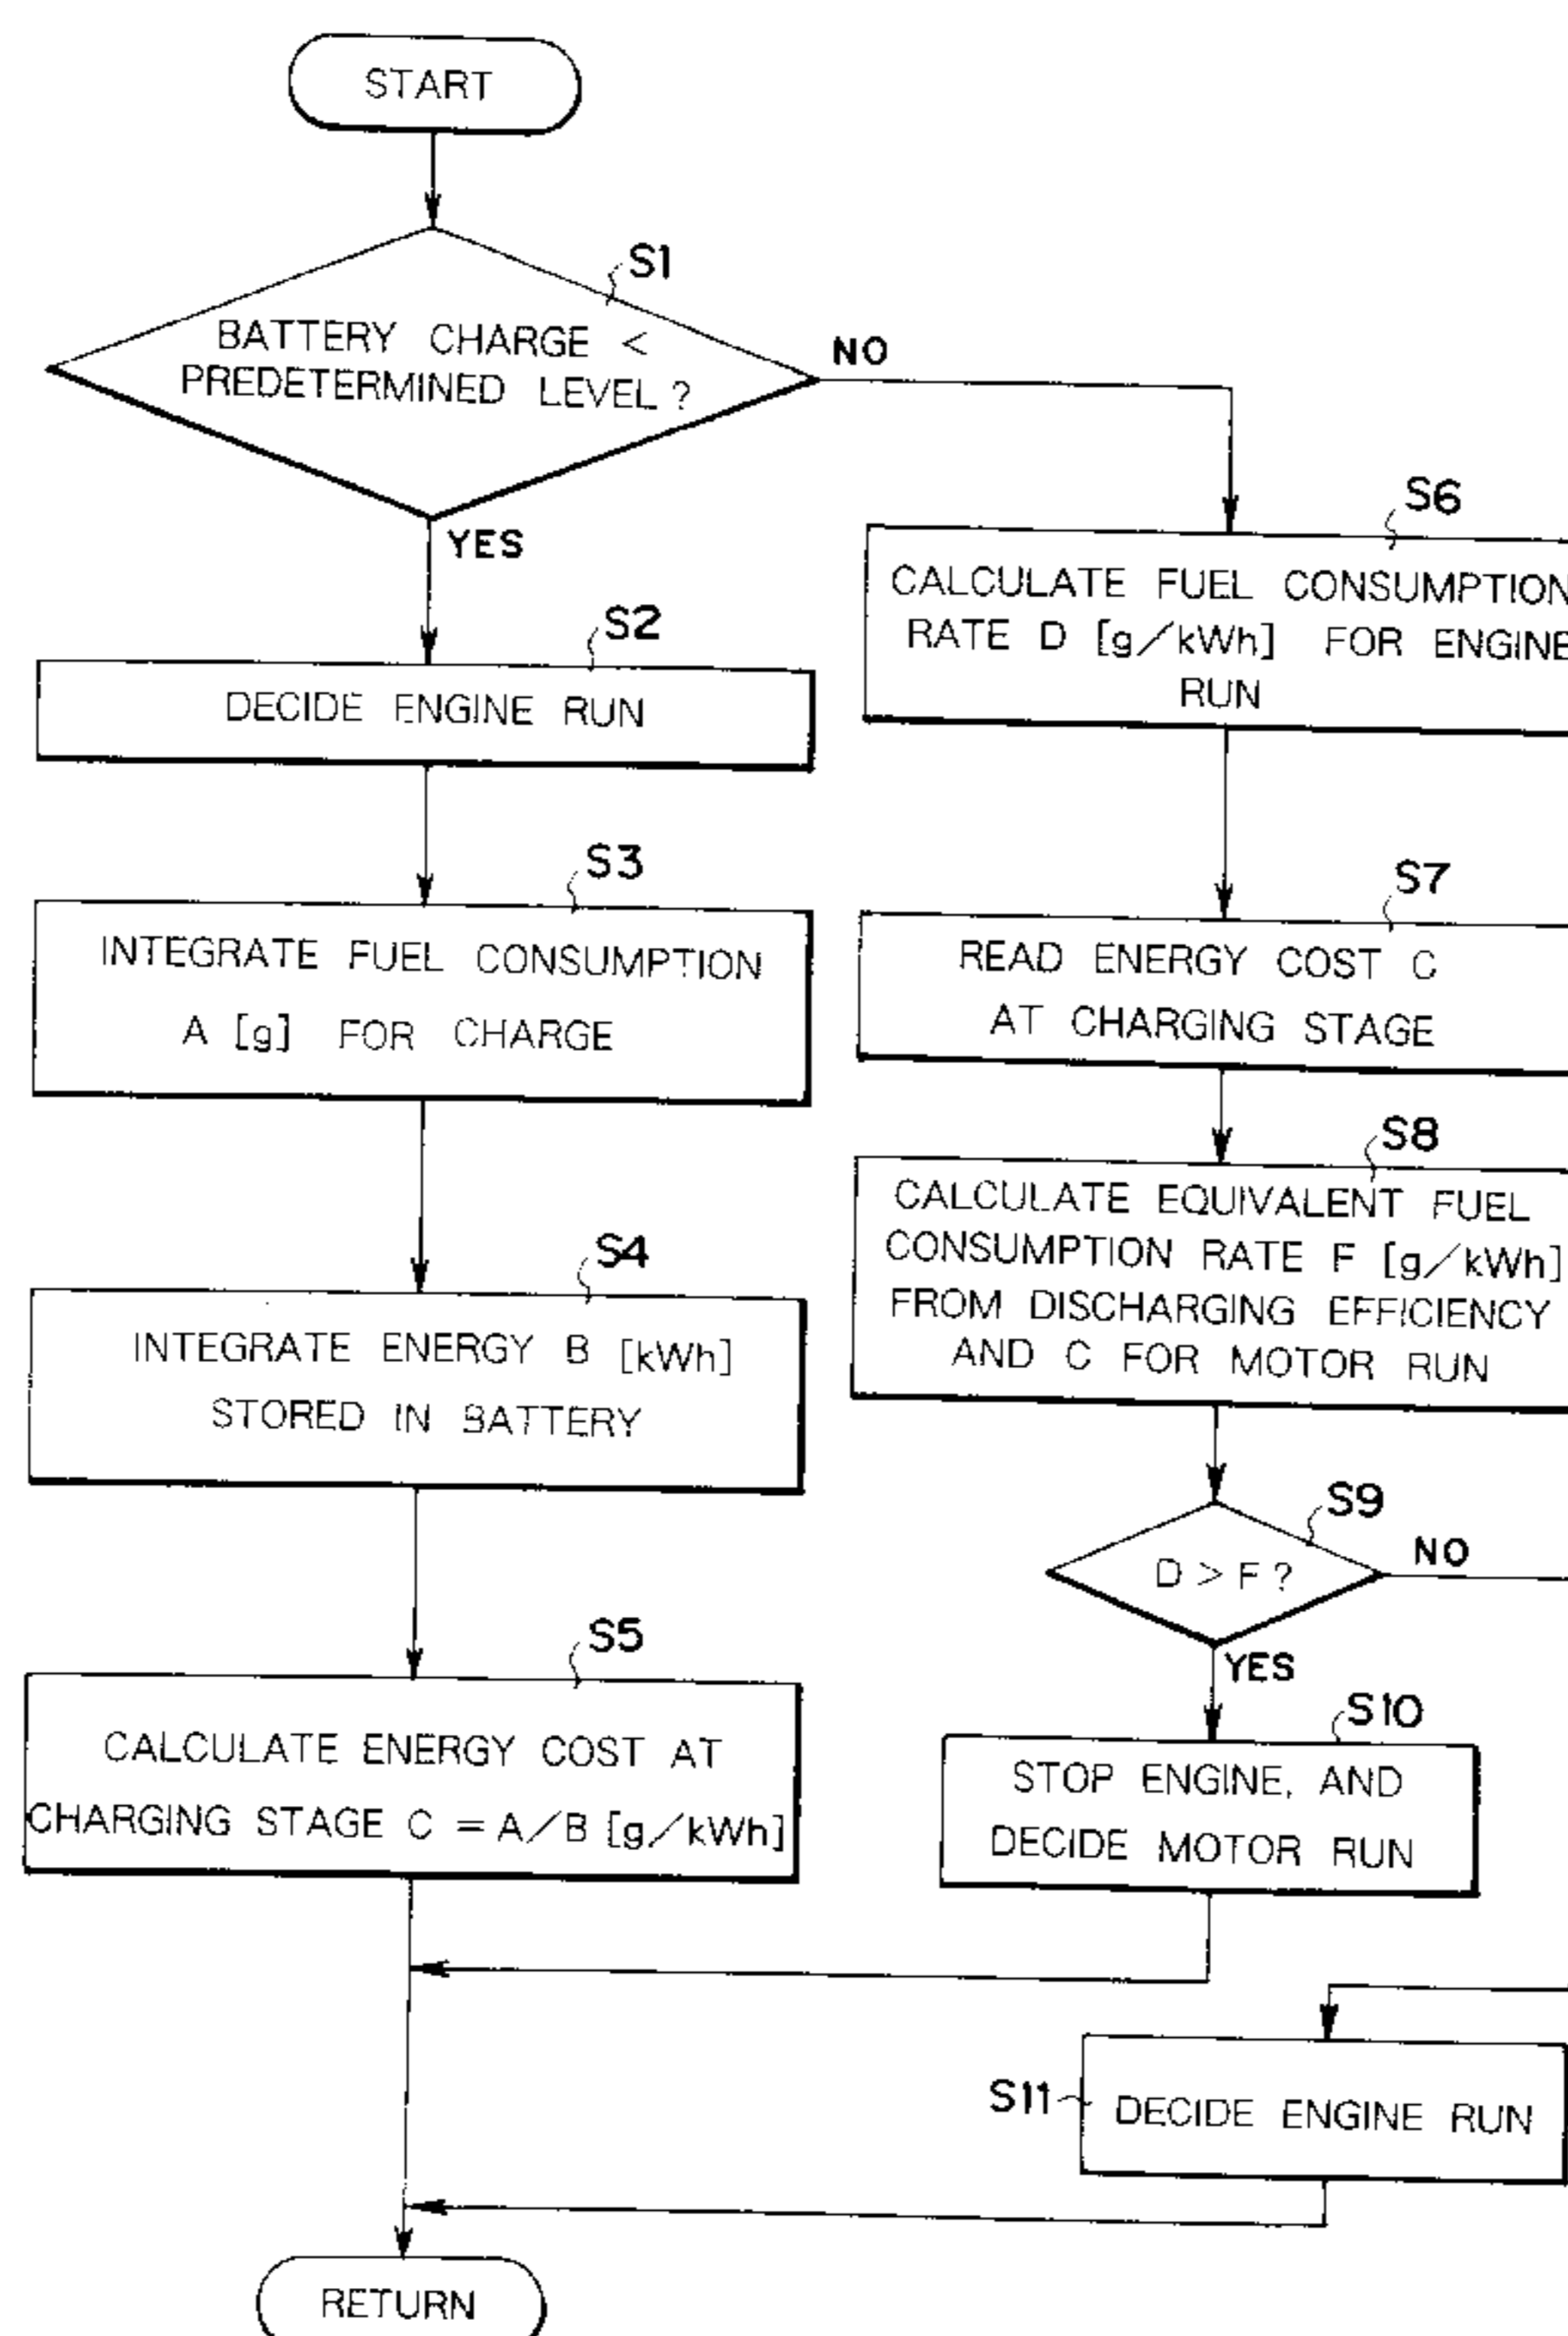 START
S1
BATTERY CHARGE <
PREDETERMINED LEVEL ?
NO
YES
S2
DECIDE ENGINE RUN
S3
INTEGRATE FUEL CONSUMPTION
A [g] FOR CHARGE
S4
INTEGRATE ENERGY B [kWh]
STORED IN BATTERY
S5
CALCULATE ENERGY COST AT
CHARGING STAGE C = A/B [g/kWh]
S6
CALCULATE FUEL CONSUMPTION
RATE D [g/kWh] FOR ENGINE
RUN
S7
READ ENERGY COST C
AT CHARGING STAGE
S8
CALCULATE EQUIVALENT FUEL
CONSUMPTION RATE F [g/kWh]
FROM DISCHARGING EFFICIENCY
AND C FOR MOTOR RUN
S9
D > F ?
NO
YES
S10
STOP ENGINE, AND
DECIDE MOTOR RUN
S11
DECIDE ENGINE RUN
RETURN